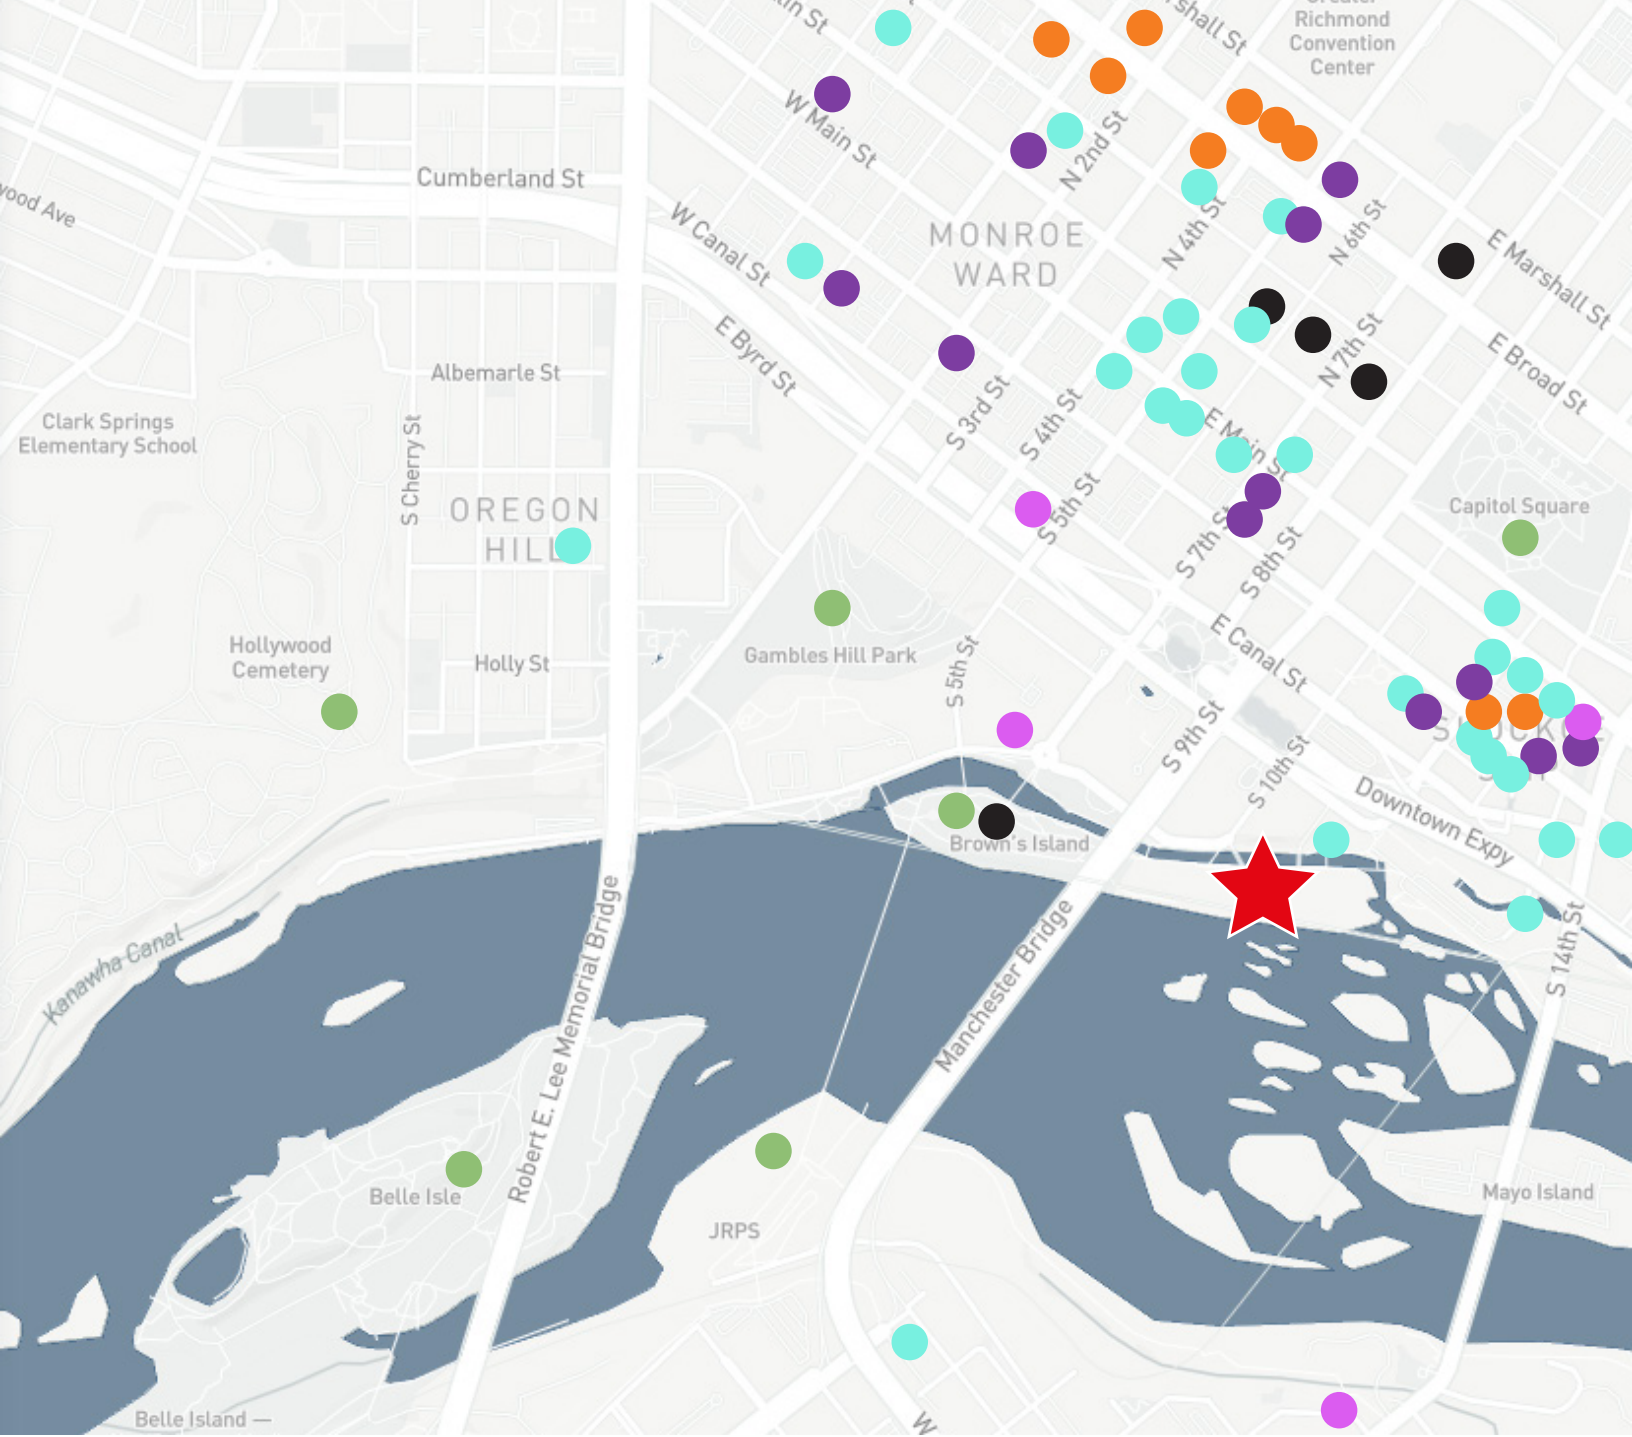 Richmond
Convention
Center
W Main St
N 2nd St
Cumberland St
W Canal St
MONROE
WARD
N 4th St
N 6th St
E Marshall St
E Byrd St
N 7th St
E Broad St
Albemarle St
Clark Springs
Elementary School
S Cherry St
S 3rd St
S 4th St
E Main St
OREGON
S 5th St
Capitol Square
S 7th St
S 8th St
E Canal St
Hollywood
Cemetery
Holly St
Gambles Hill Park
S 5th St
S 9th St
S 10th St
Downtown Expy
Brown's Island
Kanawha Canal
Robert E. Lee Memorial Bridge
Manchester Bridge
S 14th St
Belle Isle
Mayo Island
JRPS
Belle Island —
W